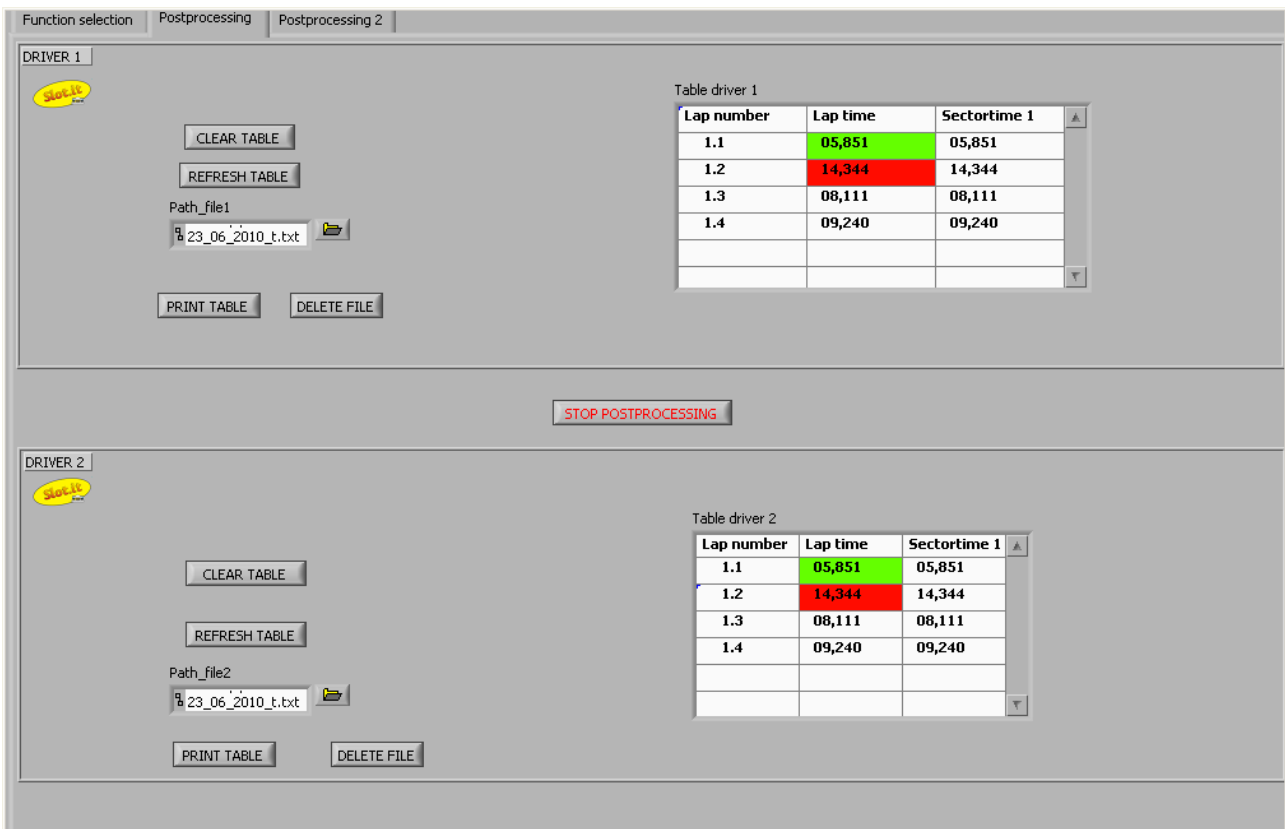 Function selection Postprocessing Postprocessing 2
DRIVER 1
Slot.it
Table driver 1
Lap number Lap time Sectortime 1
1.1 05,851 05,851
1.2 14,344 14,344
1.3 08,111 08,111
1.4 09,240 09,240
CLEAR TABLE
REFRESH TABLE
Path_file1
23_06_2010_t.txt
PRINT TABLE DELETE FILE
STOP POSTPROCESSING
DRIVER 2
Slot.it
Table driver 2
Lap number Lap time Sectortime 1
1.1 05,851 05,851
1.2 14,344 14,344
1.3 08,111 08,111
1.4 09,240 09,240
CLEAR TABLE
REFRESH TABLE
Path_file2
23_06_2010_t.txt
PRINT TABLE DELETE FILE